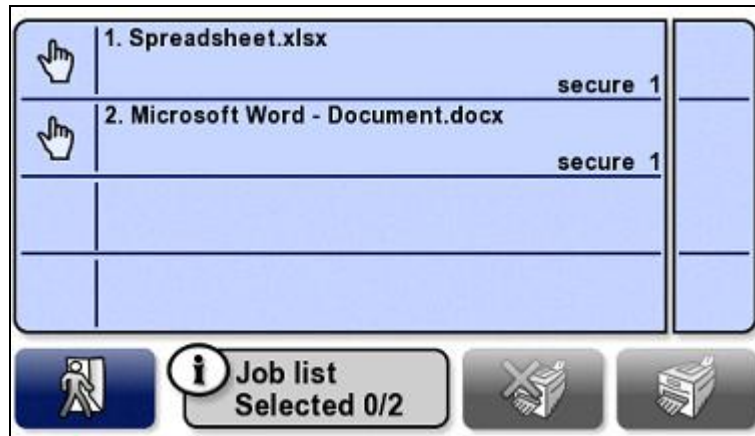 1. Spreadsheet.xlsx
secure 1
2. Microsoft Word - Document.docx
secure 1
i Job list
Selected 0/2